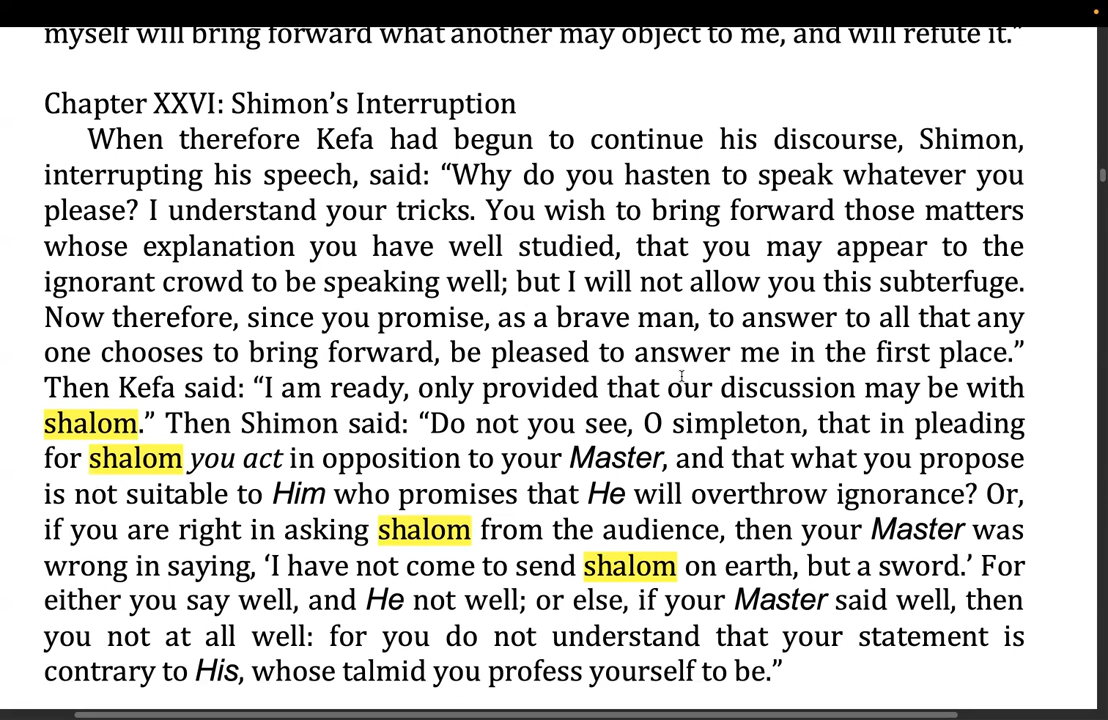 myself will bring forward what another may object to me, and will refute it.”
Chapter XXVI: Shimon’s Interruption
When therefore Kefa had begun to continue his discourse, Shimon,
interrupting his speech, said: “Why do you hasten to speak whatever you
please? I understand your tricks. You wish to bring forward those matters
whose explanation you have well studied, that you may appear to the
ignorant crowd to be speaking well; but I will not allow you this subterfuge.
Now therefore, since you promise, as a brave man, to answer to all that any
one chooses to bring forward, be pleased to answer me in the first place.”
Then Kefa said: “I am ready, only provided that our discussion may be with
shalom.” Then Shimon said: “Do not you see, O simpleton, that in pleading
for shalom you act in opposition to your Master, and that what you propose
is not suitable to Him who promises that He will overthrow ignorance? Or,
if you are right in asking shalom from the audience, then your Master was
wrong in saying, ‘I have not come to send shalom on earth, but a sword.’ For
either you say well, and He not well; or else, if your Master said well, then
you not at all well: for you do not understand that your statement is
contrary to His, whose talmid you profess yourself to be.”